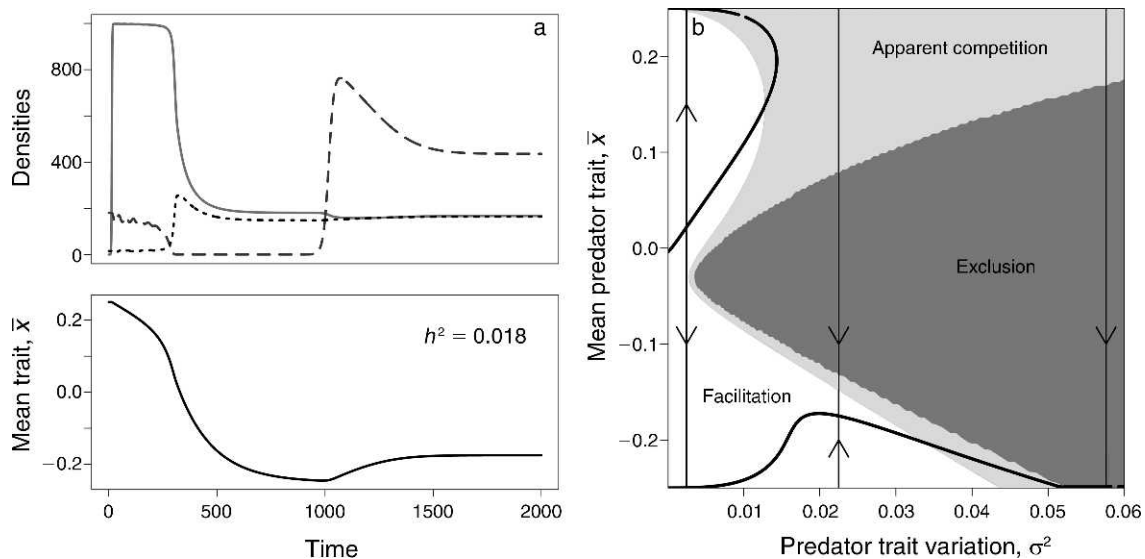 a
Densities
800
400
0
Mean trait, x̄
0.2
0.0
−0.2
h² = 0.018
0 500 1000 1500 2000
Time
b
Mean predator trait, x̄
0.2
0.1
0.0
−0.1
−0.2
Apparent competition
Exclusion
Facilitation
0.01 0.02 0.03 0.04 0.05 0.06
Predator trait variation, σ²